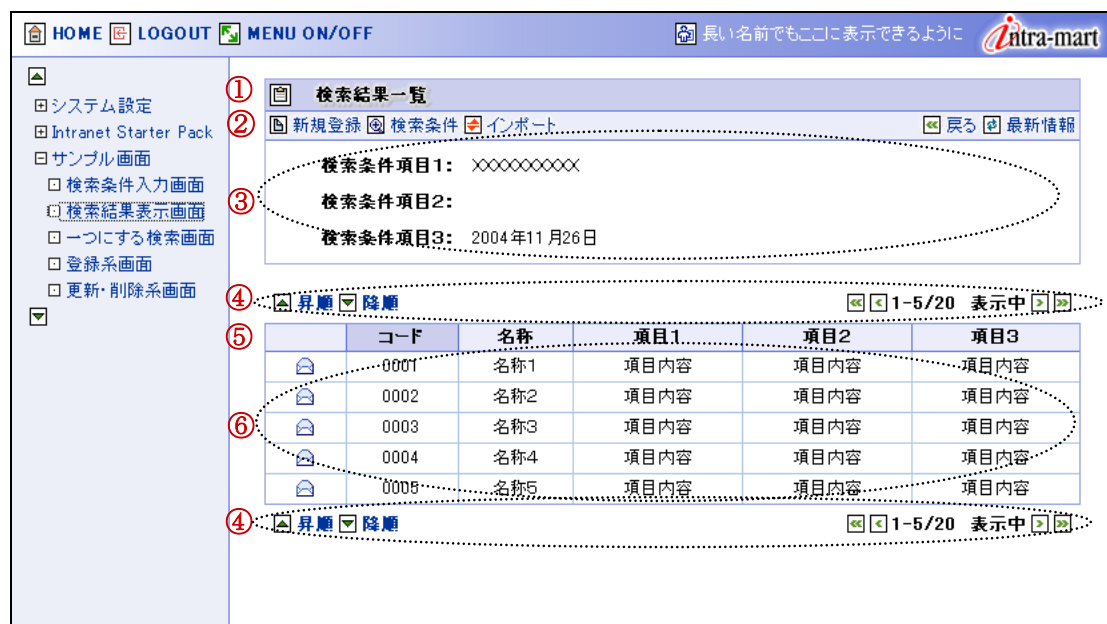 HOME LOGOUT MENU ON/OFF 長い名前でもここに表示できるように intra-mart
田システム設定
Intranet Starter Pack
サンプル画面
検索条件入力画面
検索結果表示画面
一つにする検索画面
登録系画面
更新・削除系画面
① 検索結果一覧
② 新規登録 検索条件 インポート 戻る 最新情報
③
検索条件項目1: XXXXXXXXXX
検索条件項目2:
検索条件項目3: 2004年11月26日
④ 昇順 降順 1-5/20 表示中
⑤ コード 名称 項目1 項目2 項目3
⑥
0001 名称1 項目内容 項目内容 項目内容
0002 名称2 項目内容 項目内容 項目内容
0003 名称3 項目内容 項目内容 項目内容
0004 名称4 項目内容 項目内容 項目内容
0005 名称5 項目内容 項目内容 項目内容
④ 昇順 降順 1-5/20 表示中